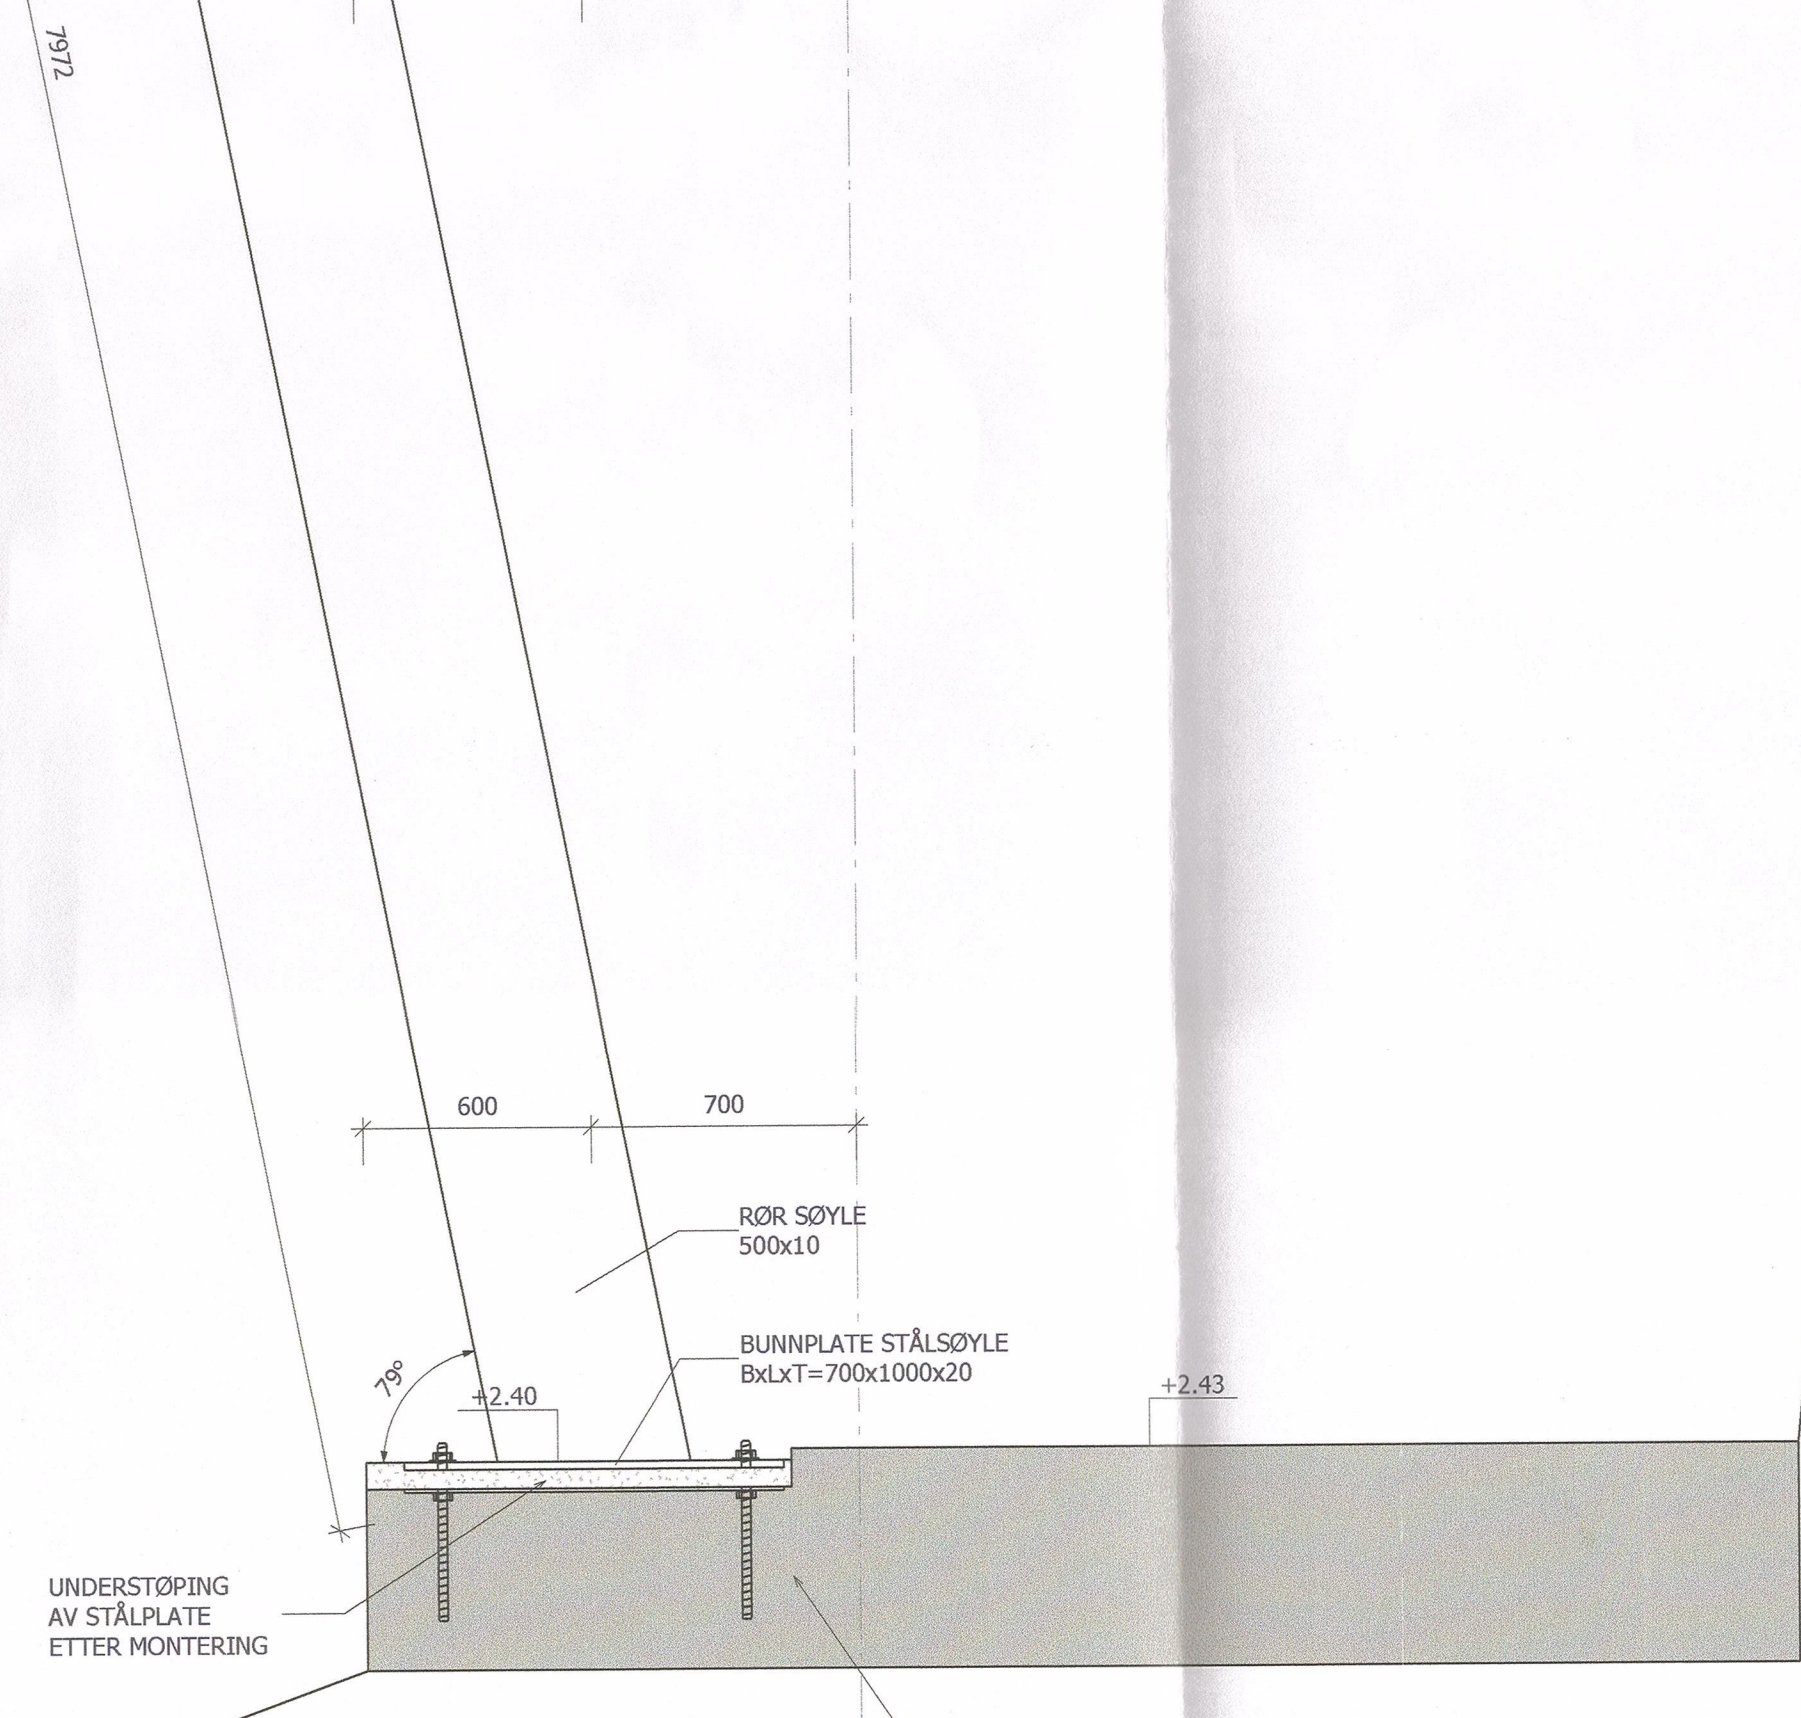 7972
600
700
RØR SØYLE
500x10
BUNNPLATE STÅLSØYLE
BxLxT=700x1000x20
79°
+2.40
+2.43
UNDERSTØPING
AV STÅLPLATE
ETTER MONTERING